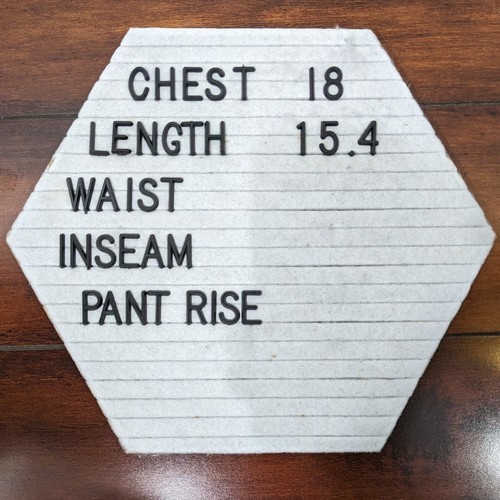 CHEST 18
LENGTH 15.4
WAIST
INSEAM
PANT RISE